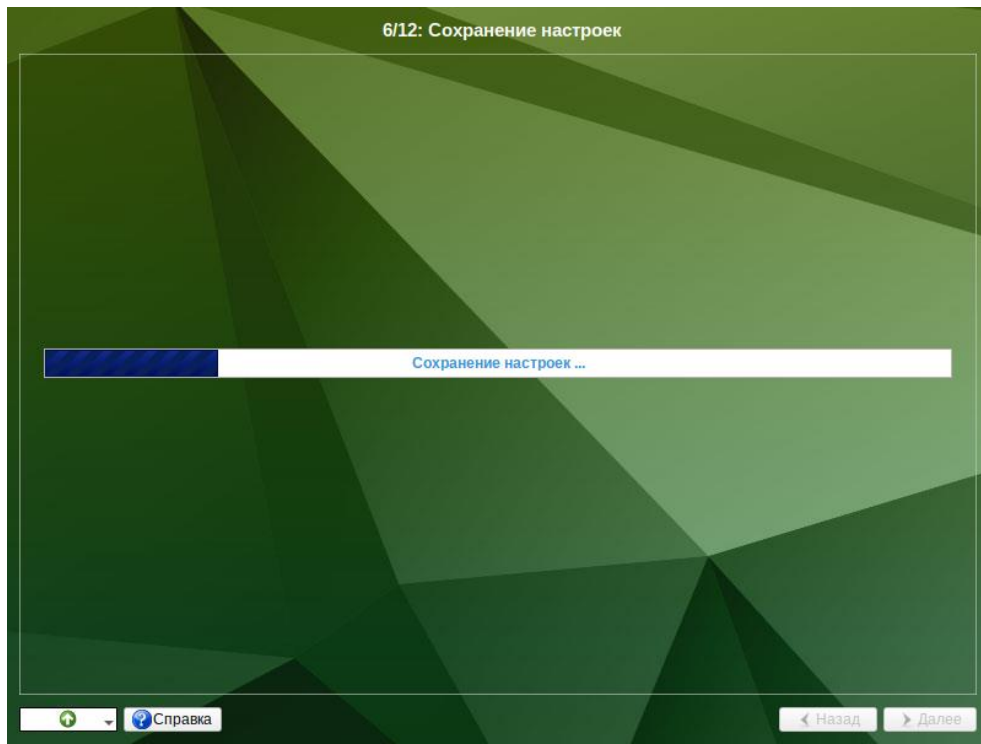 6/12: Сохранение настроек
Сохранение настроек ...
Справка
Назад
Далее